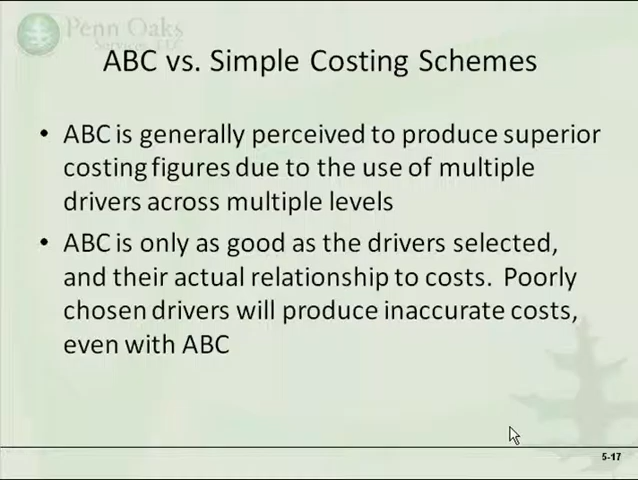 Penn Oaks
Services, LLC
ABC vs. Simple Costing Schemes
• ABC is generally perceived to produce superior
costing figures due to the use of multiple
drivers across multiple levels
• ABC is only as good as the drivers selected,
and their actual relationship to costs. Poorly
chosen drivers will produce inaccurate costs,
even with ABC
5-17